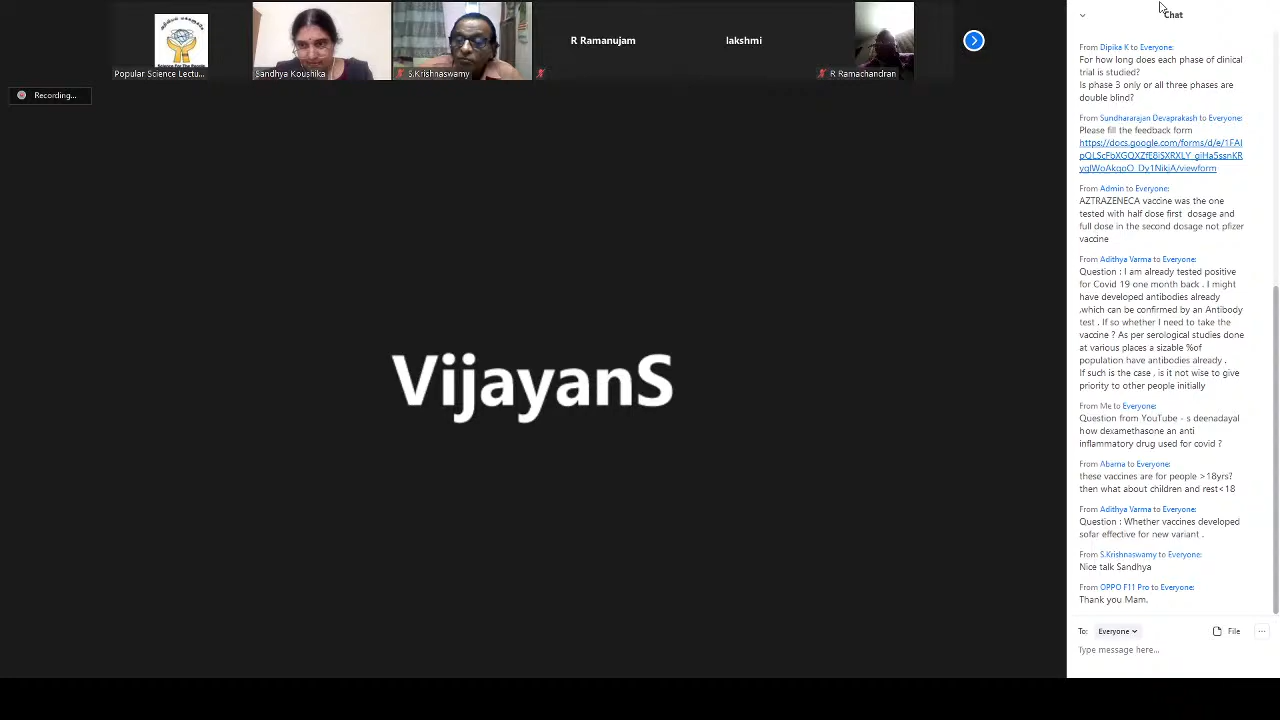 Science For The People
Popular Science Lectu...
Sandhya Koushika
S.Krishnaswamy
R Ramanujam
lakshmi
R Ramachandran
Recording...
VijayanS
Chat
From Dipika K to Everyone:
For how long does each phase of clinical
trial is studied?
Is phase 3 only or all three phases are
double blind?
From Sundhararajan Devaprakash to Everyone:
Please fill the feedback form
https://docs.google.com/forms/d/e/1FAI
From Admin to Everyone:
AZTRAZENECA vaccine was the one
tested with half dose first dosage and
full dose in the second dosage not pfizer
vaccine
From Adithya Varma to Everyone:
Question : I am already tested positive
for Covid 19 one month back . I might
have developed antibodies already
,which can be confirmed by an Antibody
test . If so whether I need to take the
vaccine ? As per serological studies done
at various places a sizable %of
population have antibodies already .
If such is the case , is it not wise to give
priority to other people initially
From Me to Everyone:
Question from YouTube - s deenadayal
how dexamethasone an anti
inflammatory drug used for covid ?
From Abarna to Everyone:
these vaccines are for people >18yrs?
then what about children and rest<18
From Adithya Varma to Everyone:
Question : Whether vaccines developed
sofar effective for new variant .
From S.Krishnaswamy to Everyone:
Nice talk Sandhya
From OPPO F11 Pro to Everyone:
Thank you Mam.
To: Everyone File
Type message here...